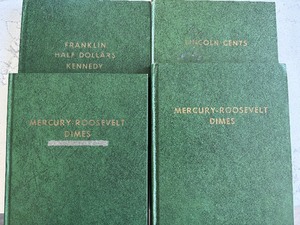 FRANKLIN
HALF DOLLARS
KENNEDY
LINCOLN CENTS
MERCURY-ROOSEVELT
DIMES
MERCURY-ROOSEVELT
DIMES